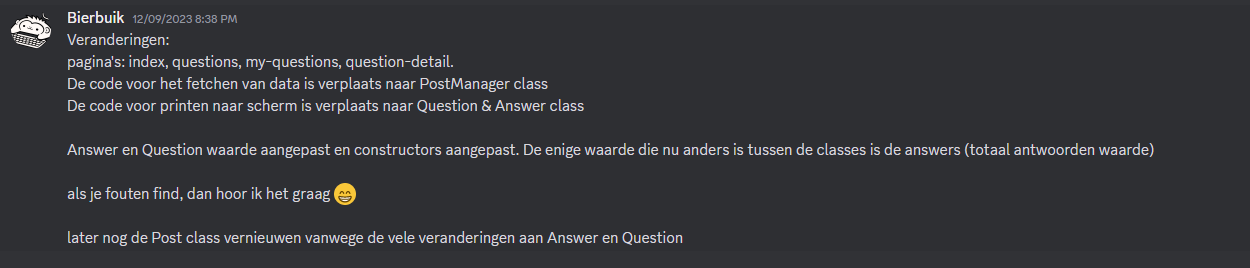 Bierbuik 12/09/2023 8:38 PM
Veranderingen:
pagina's: index, questions, my-questions, question-detail.
De code voor het fetchen van data is verplaats naar PostManager class
De code voor printen naar scherm is verplaats naar Question & Answer class
Answer en Question waarde aangepast en constructors aangepast. De enige waarde die nu anders is tussen de classes is de answers (totaal antwoorden waarde)
als je fouten find, dan hoor ik het graag 😁
later nog de Post class vernieuwen vanwege de vele veranderingen aan Answer en Question